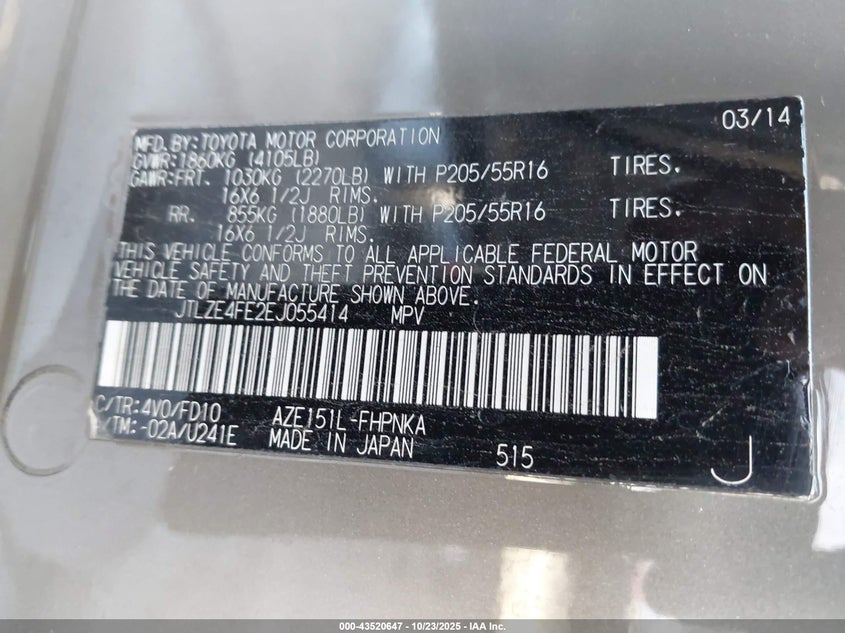 03/14
MFD.BY:TOYOTA MOTOR CORPORATION
GVWR:1860KG (4105LB)
GAWR:FRT. 1030KG (2270LB) WITH P205/55R16 TIRES.
16X6 1/2J RIMS.
RR. 855KG (1880LB) WITH P205/55R16 TIRES.
16X6 1/2J RIMS.
THIS VEHICLE CONFORMS TO ALL APPLICABLE FEDERAL MOTOR
VEHICLE SAFETY AND THEFT PREVENTION STANDARDS IN EFFECT ON
THE DATE OF MANUFACTURE SHOWN ABOVE.
JTLZE4FE2EJ055414 MPV
C/TR:4V0/FD10 AZE151L-FHPNKA
/TM:-02A/U241E MADE IN JAPAN 515 J
000-43520647 - 10/23/2025 - IAA Inc.